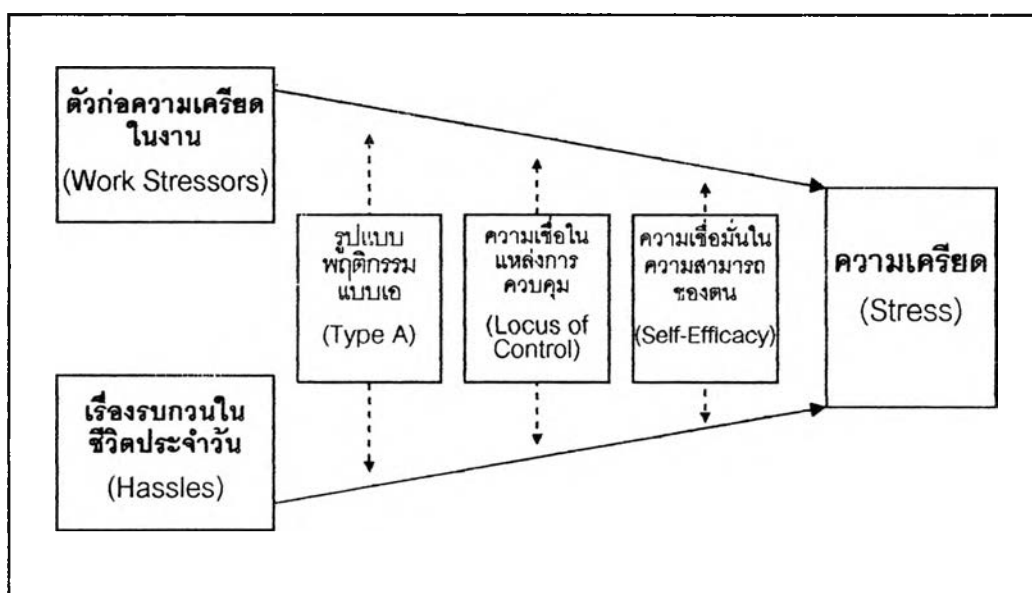 ตัวก่อความเครียด
ในงาน
(Work Stressors)
รูปแบบ
พฤติกรรม
แบบเอ
(Type A)
ความเชื่อใน
แหล่งการ
ควบคุม
(Locus of
Control)
ความเชื่อมั่นใน
ความสามารถ
ของตน
(Self-Efficacy)
ความเครียด
(Stress)
เรื่องรบกวนใน
ชีวิตประจำวัน
(Hassles)